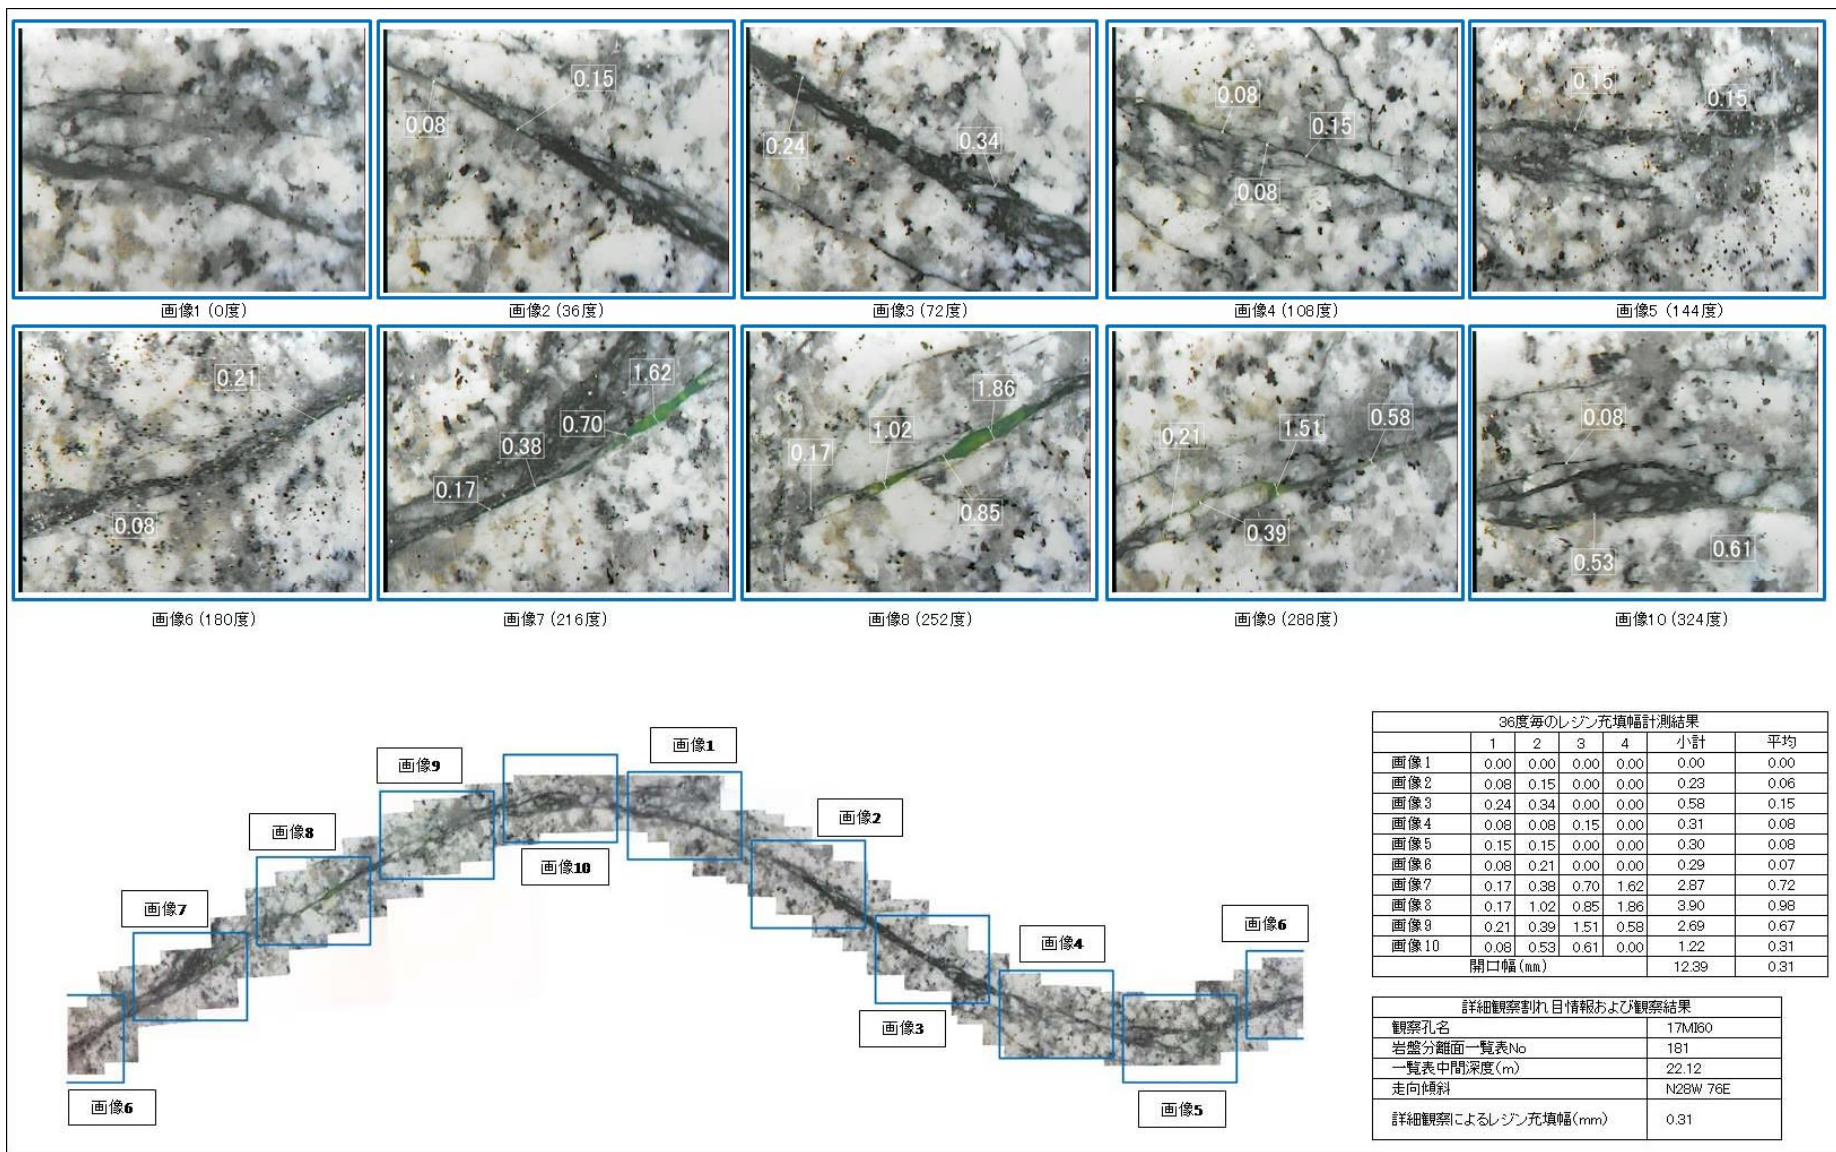 0.08
0.15
0.24
0.34
0.08
0.15
0.08
0.15
0.15
画像1 (0度)
画像2 (36度)
画像3 (72度)
画像4 (108度)
画像5 (144度)
0.21
0.08
1.62
0.70
0.38
0.17
1.86
1.02
0.17
0.85
0.58
1.51
0.21
0.39
0.08
0.61
0.53
画像6 (180度)
画像7 (216度)
画像8 (252度)
画像9 (288度)
画像10 (324度)
画像1
画像9
画像2
画像8
画像10
画像7
画像6
画像4
画像3
画像6
画像5
36度毎のレジン充填幅計測結果
1 2 3 4 小計 平均
画像1 0.00 0.00 0.00 0.00 0.00 0.00
画像2 0.08 0.15 0.00 0.00 0.23 0.06
画像3 0.24 0.34 0.00 0.00 0.58 0.15
画像4 0.08 0.08 0.15 0.00 0.31 0.08
画像5 0.15 0.15 0.00 0.00 0.30 0.08
画像6 0.08 0.21 0.00 0.00 0.29 0.07
画像7 0.17 0.38 0.70 1.62 2.87 0.72
画像8 0.17 1.02 0.85 1.86 3.90 0.98
画像9 0.21 0.39 1.51 0.58 2.69 0.67
画像10 0.08 0.53 0.61 0.00 1.22 0.31
開口幅(mm) 12.39 0.31
詳細観察割れ目情報および観察結果
観察孔名 17MI60
岩盤分離面一覧表No 181
一覧表中間深度(m) 22.12
走向傾斜 N28W 76E
詳細観察によるレジン充填幅(mm) 0.31